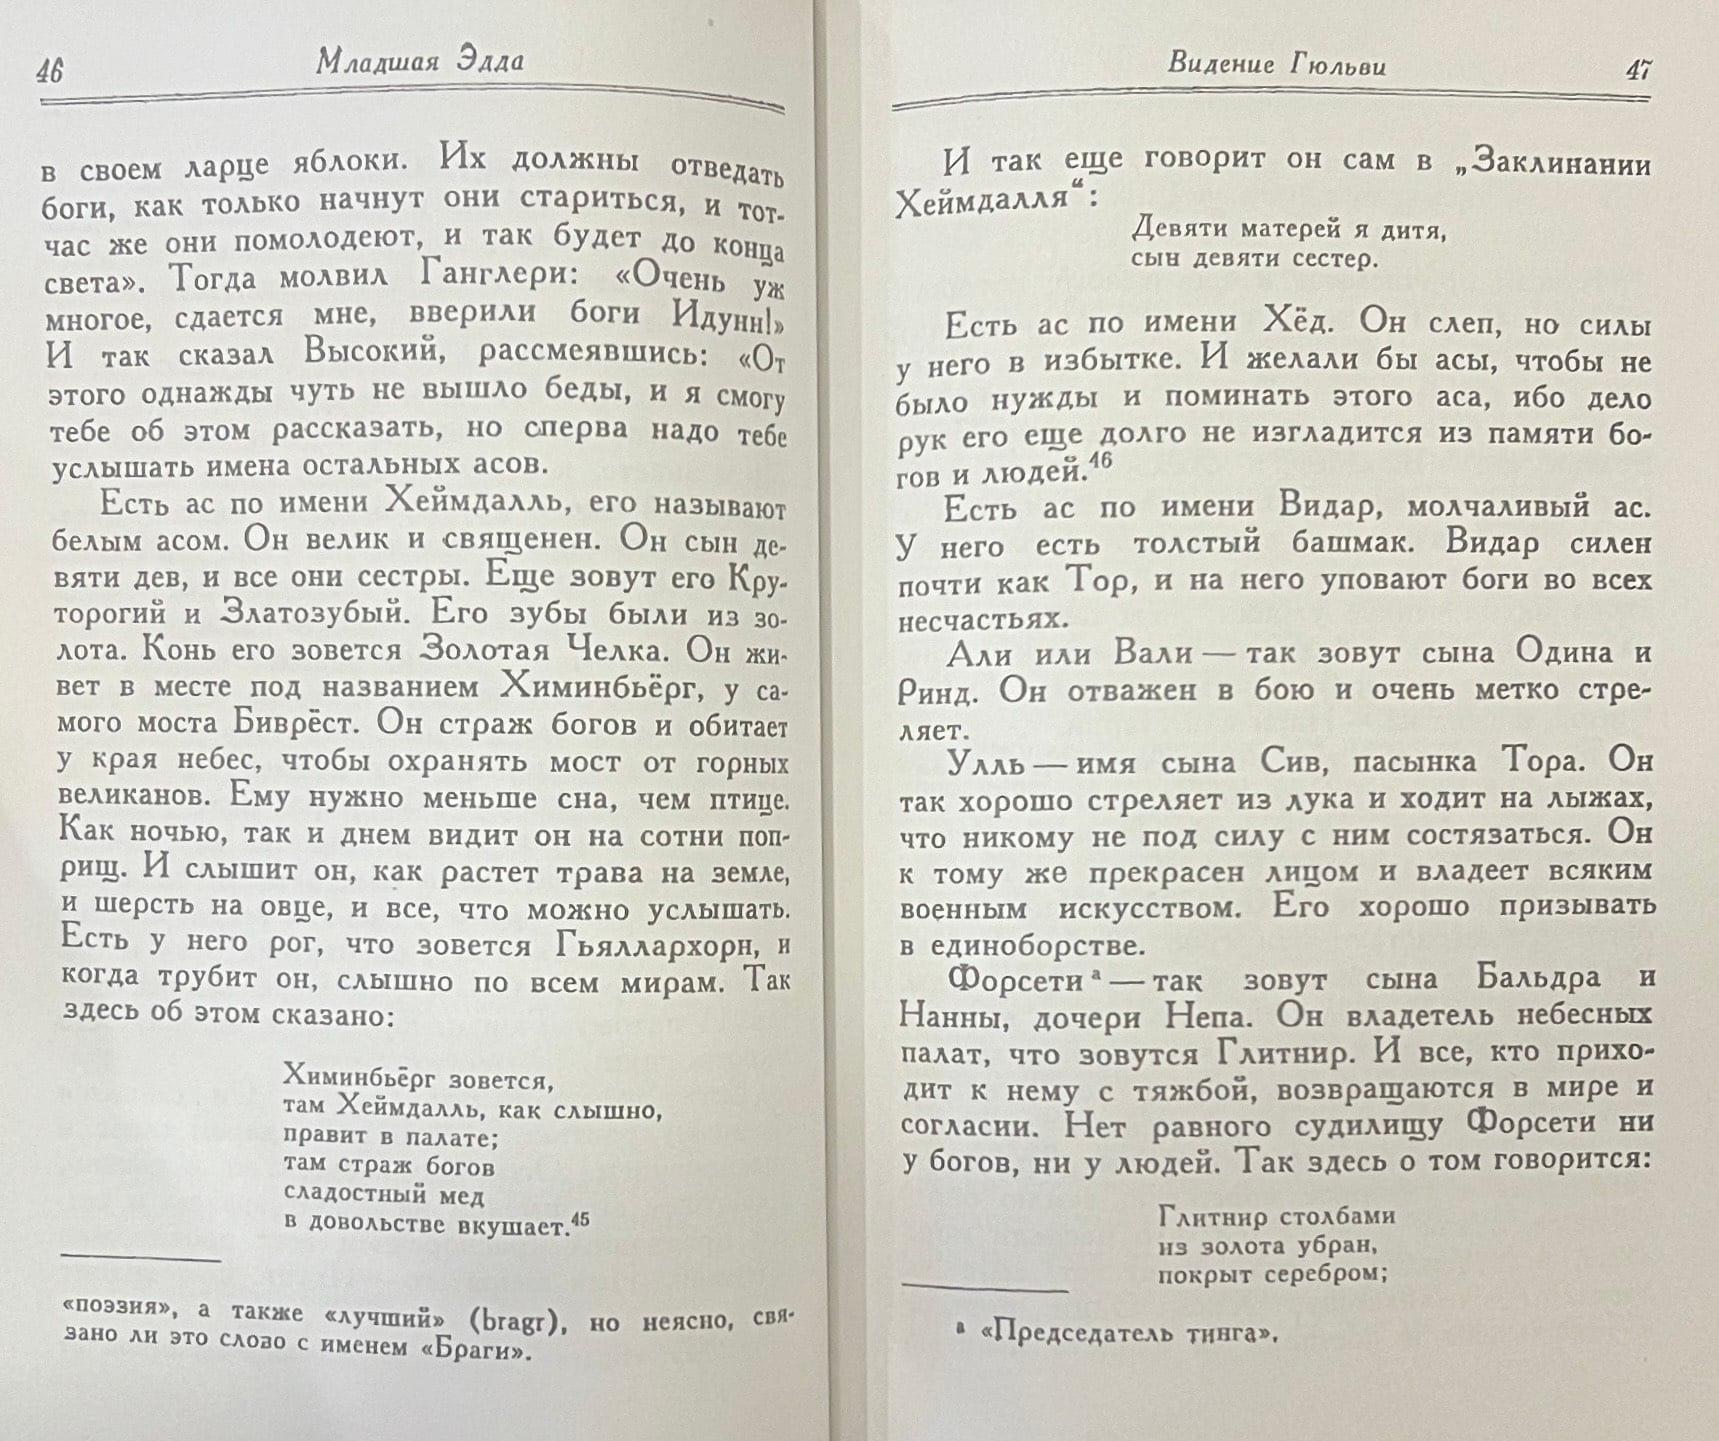 46
Младшая Эдда
в своем ларце яблоки. Их должны отведать
боги, как только начнут они стариться, и тот-
час же они помолодеют, и так будет до конца
света». Тогда молвил Ганглери: «Очень уж
многое, сдается мне, вверили боги Идунн!»
И так сказал Высокий, рассмеявшись: «От
этого однажды чуть не вышло беды, и я смогу
тебе об этом рассказать, но сперва надо тебе
услышать имена остальных асов.
Есть ас по имени Хеймдалль, его называют
белым асом. Он велик и священен. Он сын де-
вяти дев, и все они сестры. Еще зовут его Кру-
торогий и Златозубый. Его зубы были из зо-
лота. Конь его зовется Золотая Челка. Он жи-
вет в месте под названием Химинбьёрг, у са-
мого моста Биврёст. Он страж богов и обитает
у края небес, чтобы охранять мост от горных
великанов. Ему нужно меньше сна, чем птице.
Как ночью, так и днем видит он на сотни поп-
рищ. И слышит он, как растет трава на земле,
и шерсть на овце, и все, что можно услышать.
Есть у него рог, что зовется Гьяллархорн, и
когда трубит он, слышно по всем мирам. Так
здесь об этом сказано:
Химинбьёрг зовется,
там Хеймдалль, как слышно,
правит в палате;
там страж богов
сладостный мед
в довольстве вкушает.45
«поэзия», а также «лучший» (bragr), но неясно, свя-
зано ли это слово с именем «Браги».
Видение Гюльви
47
И так еще говорит он сам в „Заклинании
Хеймдалля“:
Девяти матерей я дитя,
сын девяти сестер.
Есть ас по имени Хёд. Он слеп, но силы
у него в избытке. И желали бы асы, чтобы не
было нужды и поминать этого аса, ибо дело
рук его еще долго не изгладится из памяти бо-
гов и людей.46
Есть ас по имени Видар, молчаливый ас.
У него есть толстый башмак. Видар силен
почти как Тор, и на него уповают боги во всех
несчастьях.
Али или Вали — так зовут сына Одина и
Ринд. Он отважен в бою и очень метко стре-
ляет.
Улль — имя сына Сив, пасынка Тора. Он
так хорошо стреляет из лука и ходит на лыжах,
что никому не под силу с ним состязаться. Он
к тому же прекрасен лицом и владеет всяким
военным искусством. Его хорошо призывать
в единоборстве.
Форсети а — так зовут сына Бальдра и
Нанны, дочери Непа. Он владетель небесных
палат, что зовутся Глитнир. И все, кто прихо-
дит к нему с тяжбой, возвращаются в мире и
согласии. Нет равного судилищу Форсети ни
у богов, ни у людей. Так здесь о том говорится:
Глитнир столбами
из золота убран,
покрыт серебром;
а «Председатель тинга».